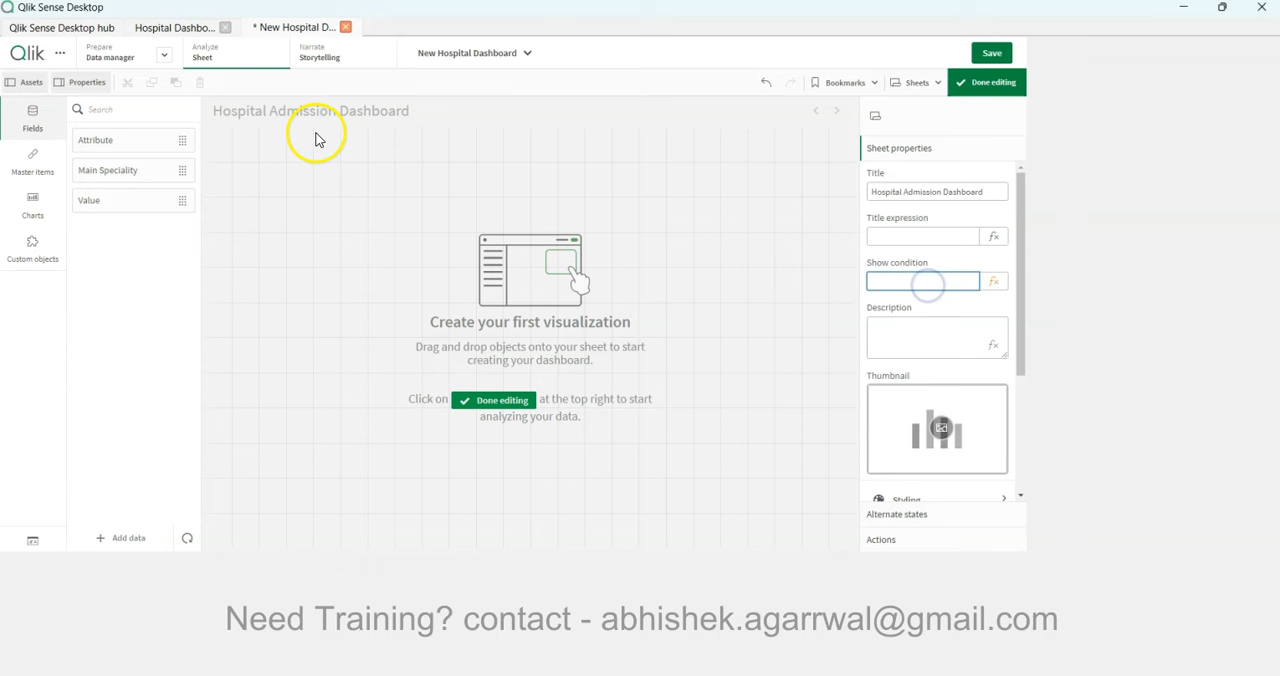 Qlik Sense Desktop
Qlik Sense Desktop hub
Hospital Dashbo...
* New Hospital D...
Qlik
Prepare
Data manager
Analyze
Sheet
Narrate
Storytelling
New Hospital Dashboard
Save
Assets
Properties
Bookmarks
Sheets
Done editing
Fields
Master items
Charts
Custom objects
Search
Attribute
Main Speciality
Value
Add data
Hospital Admission Dashboard
Create your first visualization
Drag and drop objects onto your sheet to start
creating your dashboard.
Click on Done editing at the top right to start
analyzing your data.
Sheet properties
Title
Hospital Admission Dashboard
Title expression
fx
Show condition
fx
Description
fx
Thumbnail
Styling
Alternate states
Actions
Need Training? contact - abhishek.agarrwal@gmail.com